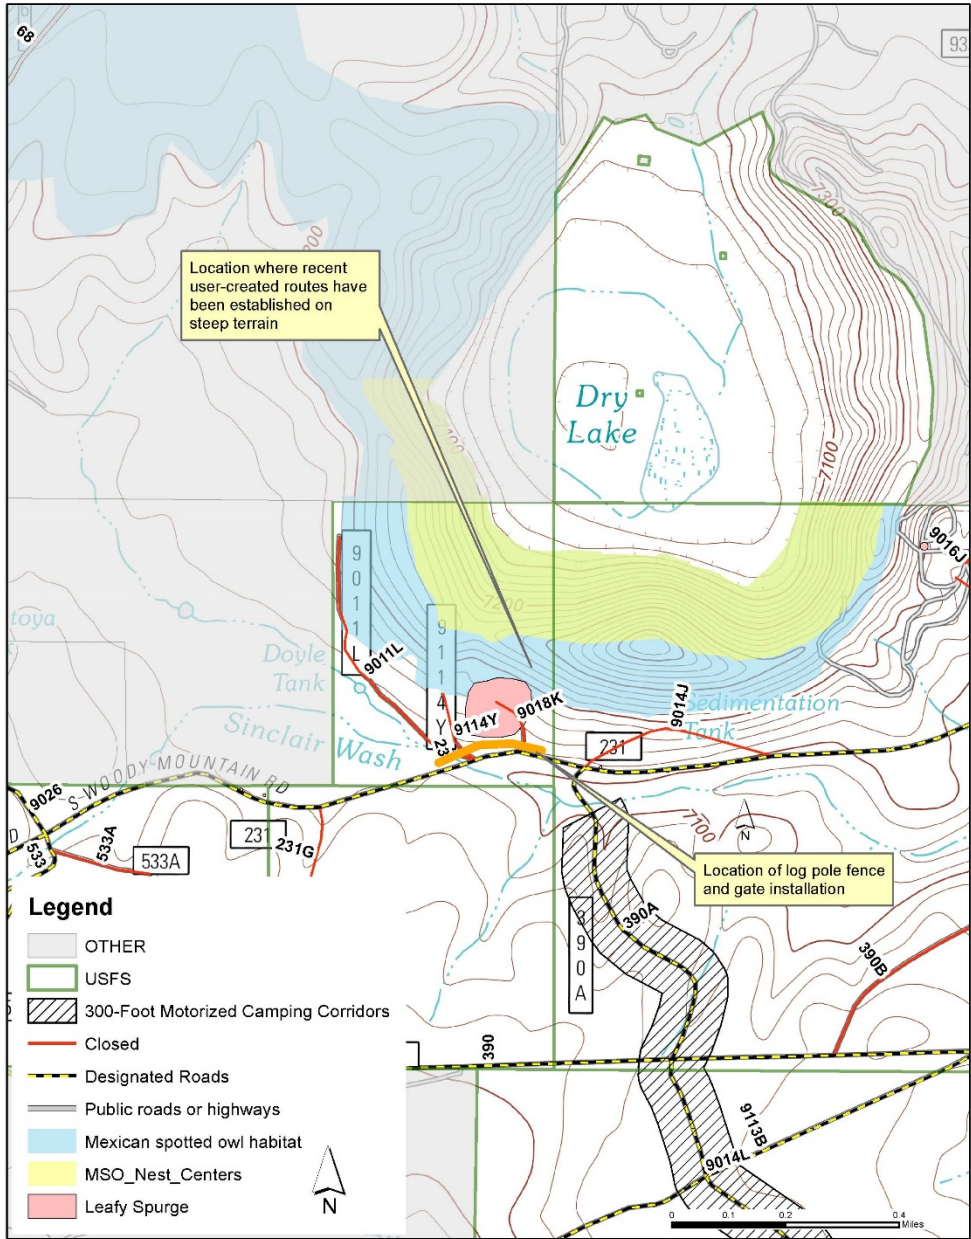 68
93
7300
200
Location where recent
user-created routes have
been established on
steep terrain
Dry
Lake
7100
7100
9016J
9011L
9114Y
toya
7200
Doyle
Tank
9011L
9114Y
9018K
9014J
Sedimentation
Tank
Sinclair Wash
23
231
S WOODY MOUNTAIN RD
9026
D
533
533A
533A
231
231G
7100
N
Location of log pole fence
and gate installation
390A
390A
390B
390
9113B
9014L
Legend
OTHER
USFS
300-Foot Motorized Camping Corridors
Closed
Designated Roads
Public roads or highways
Mexican spotted owl habitat
MSO_Nest_Centers
Leafy Spurge
N
0 0.1 0.2 0.4
Miles